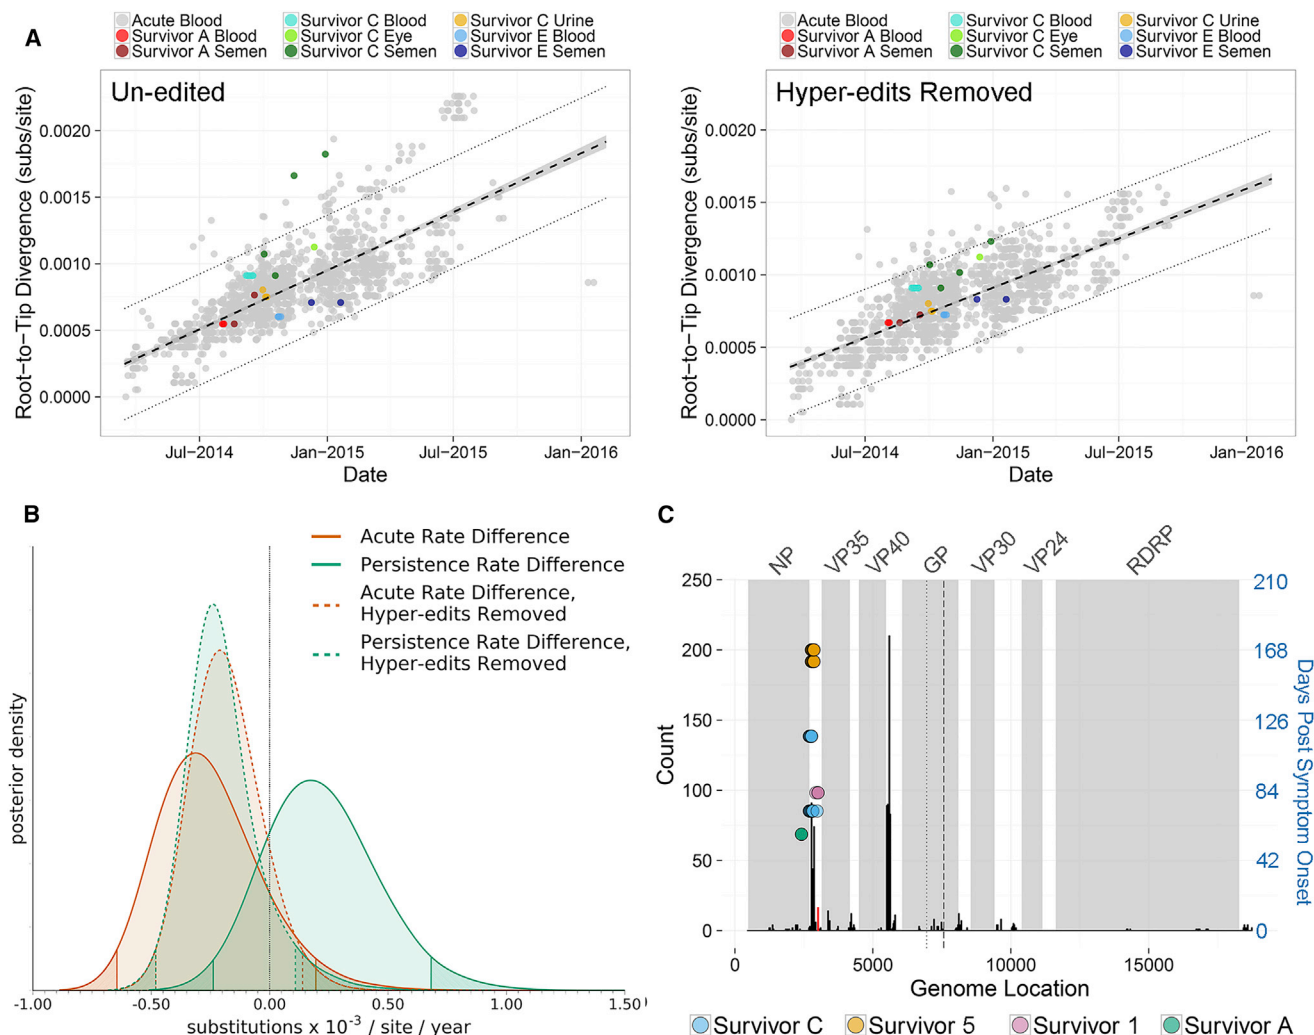 A
Acute Blood
Survivor A Blood
Survivor A Semen
Survivor C Blood
Survivor C Eye
Survivor C Semen
Survivor C Urine
Survivor E Blood
Survivor E Semen
Un-edited
Root-to-Tip Divergence (subs/site)
0.0020
0.0015
0.0010
0.0005
0.0000
Jul-2014
Jan-2015
Jul-2015
Jan-2016
Date
Acute Blood
Survivor A Blood
Survivor A Semen
Survivor C Blood
Survivor C Eye
Survivor C Semen
Survivor C Urine
Survivor E Blood
Survivor E Semen
Hyper-edits Removed
Root-to-Tip Divergence (subs/site)
0.0020
0.0015
0.0010
0.0005
0.0000
Jul-2014
Jan-2015
Jul-2015
Jan-2016
Date
B
Acute Rate Difference
Persistence Rate Difference
Acute Rate Difference,
Hyper-edits Removed
Persistence Rate Difference,
Hyper-edits Removed
posterior density
-1.00
-0.50
0.00
0.50
1.00
1.50
substitutions x 10⁻³ / site / year
C
NP
VP35
VP40
GP
VP30
VP24
RDRP
Count
250
200
150
100
50
0
210
168
126
84
42
0
Days Post Symptom Onset
0
5000
10000
15000
Genome Location
Survivor C
Survivor 5
Survivor 1
Survivor A